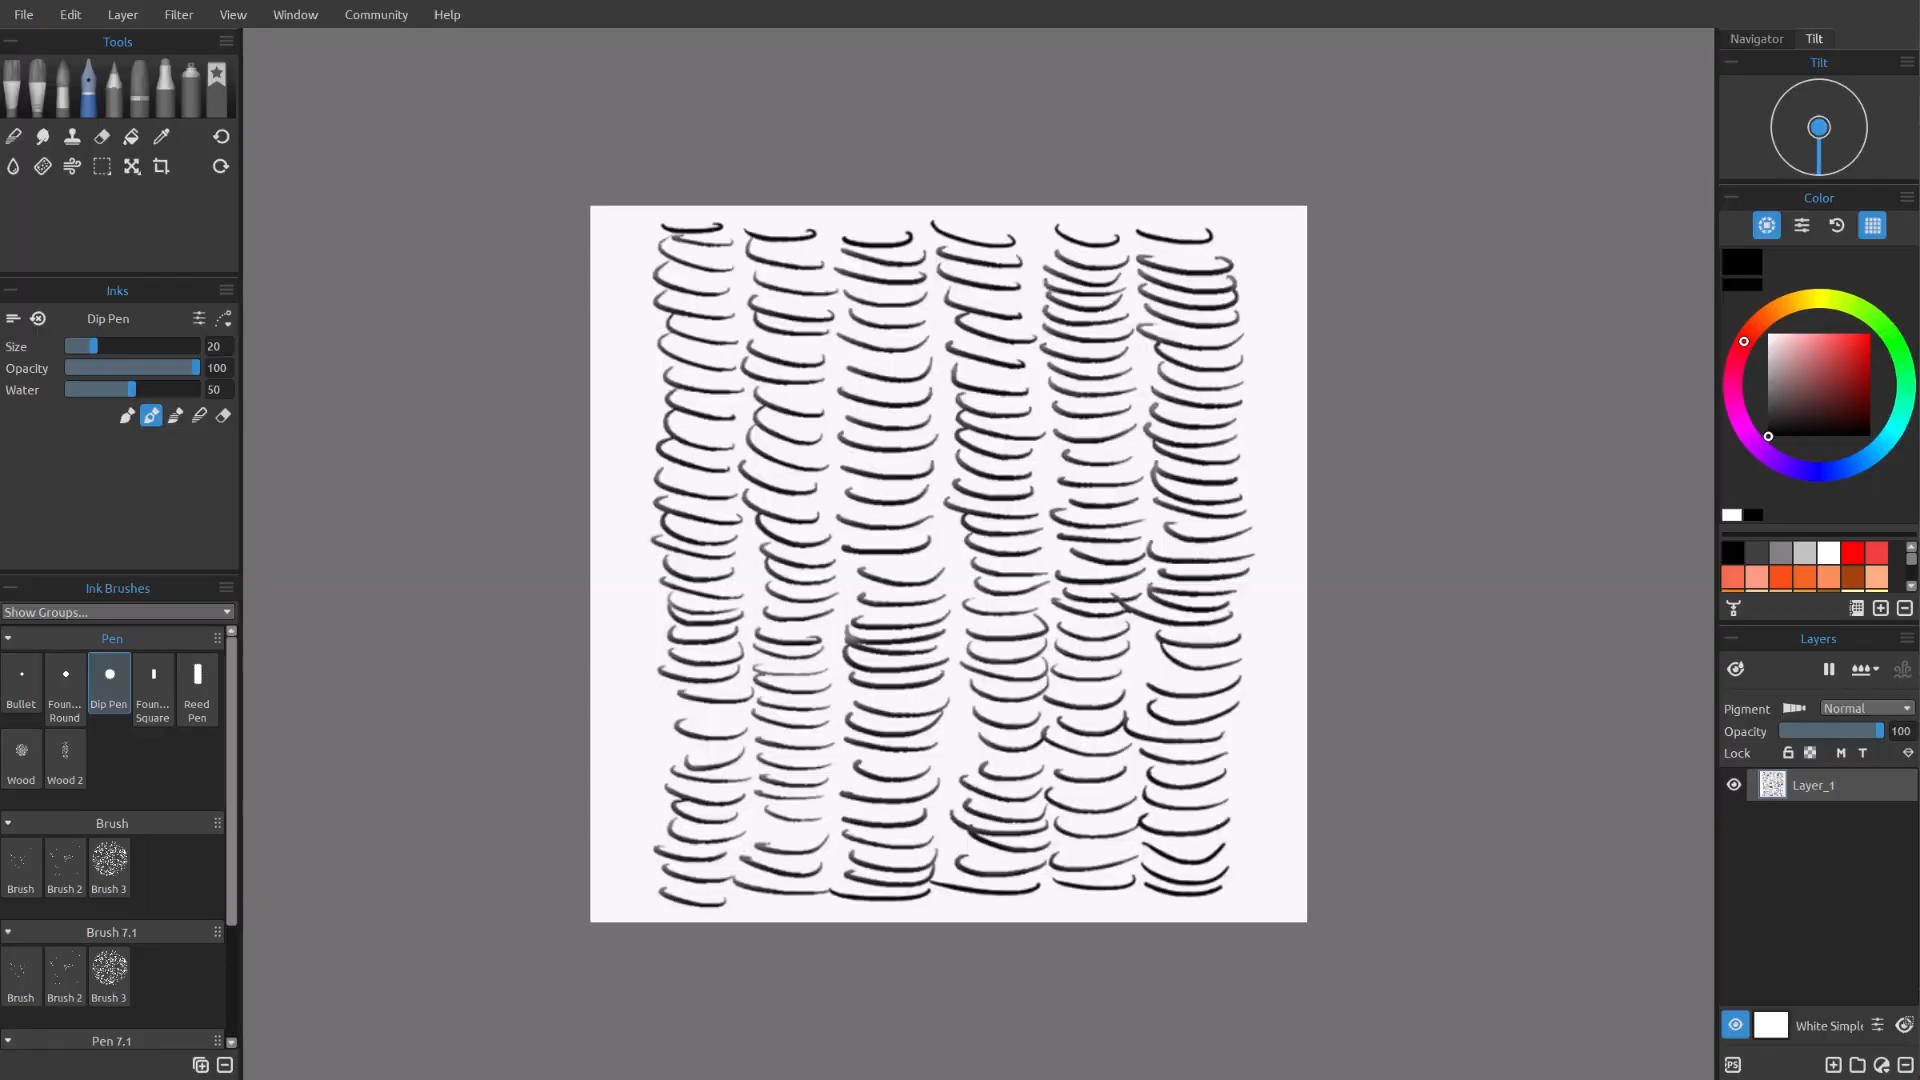 File Edit Layer Filter View Window Community Help
Tools
Inks
Dip Pen
Size 20
Opacity 100
Water 50
Ink Brushes
Show Groups...
Pen
Bullet Foun... Round Dip Pen Foun... Square Reed Pen
Wood Wood 2
Brush
Brush Brush 2 Brush 3
Brush 7.1
Brush Brush 2 Brush 3
Pen 7.1
Navigator Tilt
Tilt
Color
Layers
Pigment Normal
Opacity 100
Lock M T
Layer_1
White Simple
PS